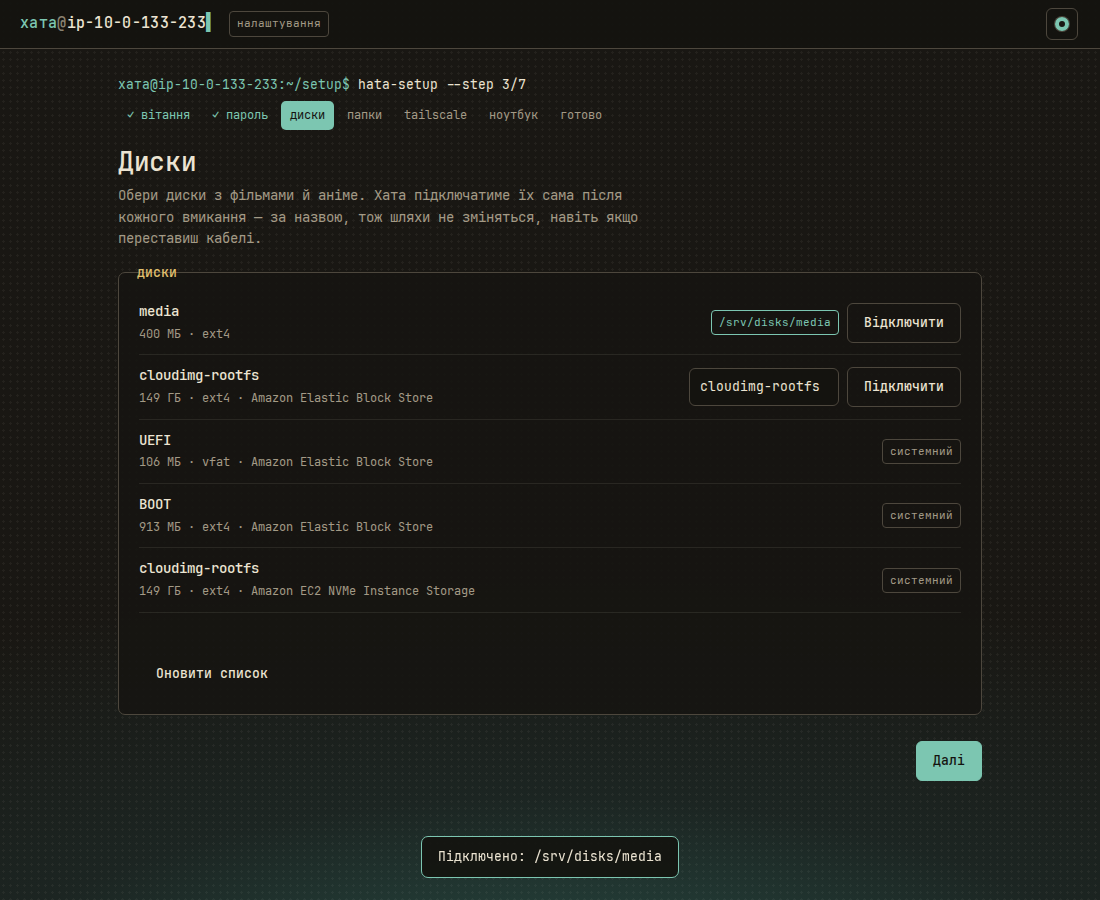 хата@ip-10-0-133-233
налаштування
хата@ip-10-0-133-233:~/setup$ hata-setup --step 3/7
✓ вітання ✓ пароль диски папки tailscale ноутбук готово
Диски
Обери диски з фільмами й аніме. Хата підключатиме їх сама після
кожного вмикання — за назвою, тож шляхи не зміняться, навіть якщо
переставиш кабелі.
диски
media
400 МБ · ext4
/srv/disks/media
Відключити
cloudimg-rootfs
149 ГБ · ext4 · Amazon Elastic Block Store
cloudimg-rootfs
Підключити
UEFI
106 МБ · vfat · Amazon Elastic Block Store
системний
BOOT
913 МБ · ext4 · Amazon Elastic Block Store
системний
cloudimg-rootfs
149 ГБ · ext4 · Amazon EC2 NVMe Instance Storage
системний
Оновити список
Далі
Підключено: /srv/disks/media